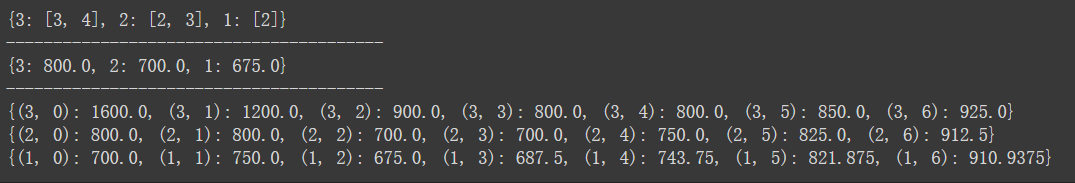 {3: [3, 4], 2: [2, 3], 1: [2]}
----------------------------------------
{3: 800.0, 2: 700.0, 1: 675.0}
----------------------------------------
{(3, 0): 1600.0, (3, 1): 1200.0, (3, 2): 900.0, (3, 3): 800.0, (3, 4): 800.0, (3, 5): 850.0, (3, 6): 925.0}
{(2, 0): 800.0, (2, 1): 800.0, (2, 2): 700.0, (2, 3): 700.0, (2, 4): 750.0, (2, 5): 825.0, (2, 6): 912.5}
{(1, 0): 700.0, (1, 1): 750.0, (1, 2): 675.0, (1, 3): 687.5, (1, 4): 743.75, (1, 5): 821.875, (1, 6): 910.9375}